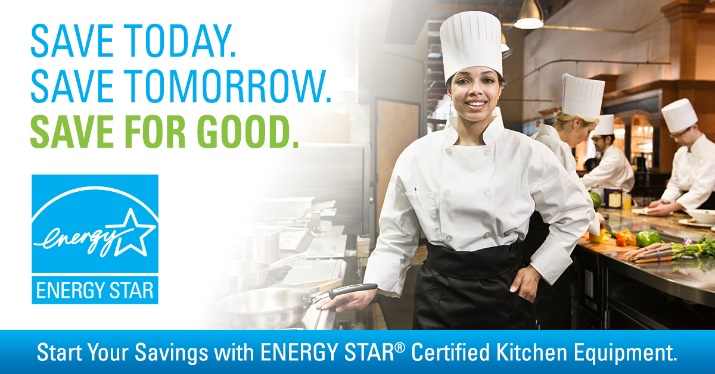 SAVE TODAY.
SAVE TOMORROW.
SAVE FOR GOOD.
energy
ENERGY STAR
Start Your Savings with ENERGY STAR® Certified Kitchen Equipment.